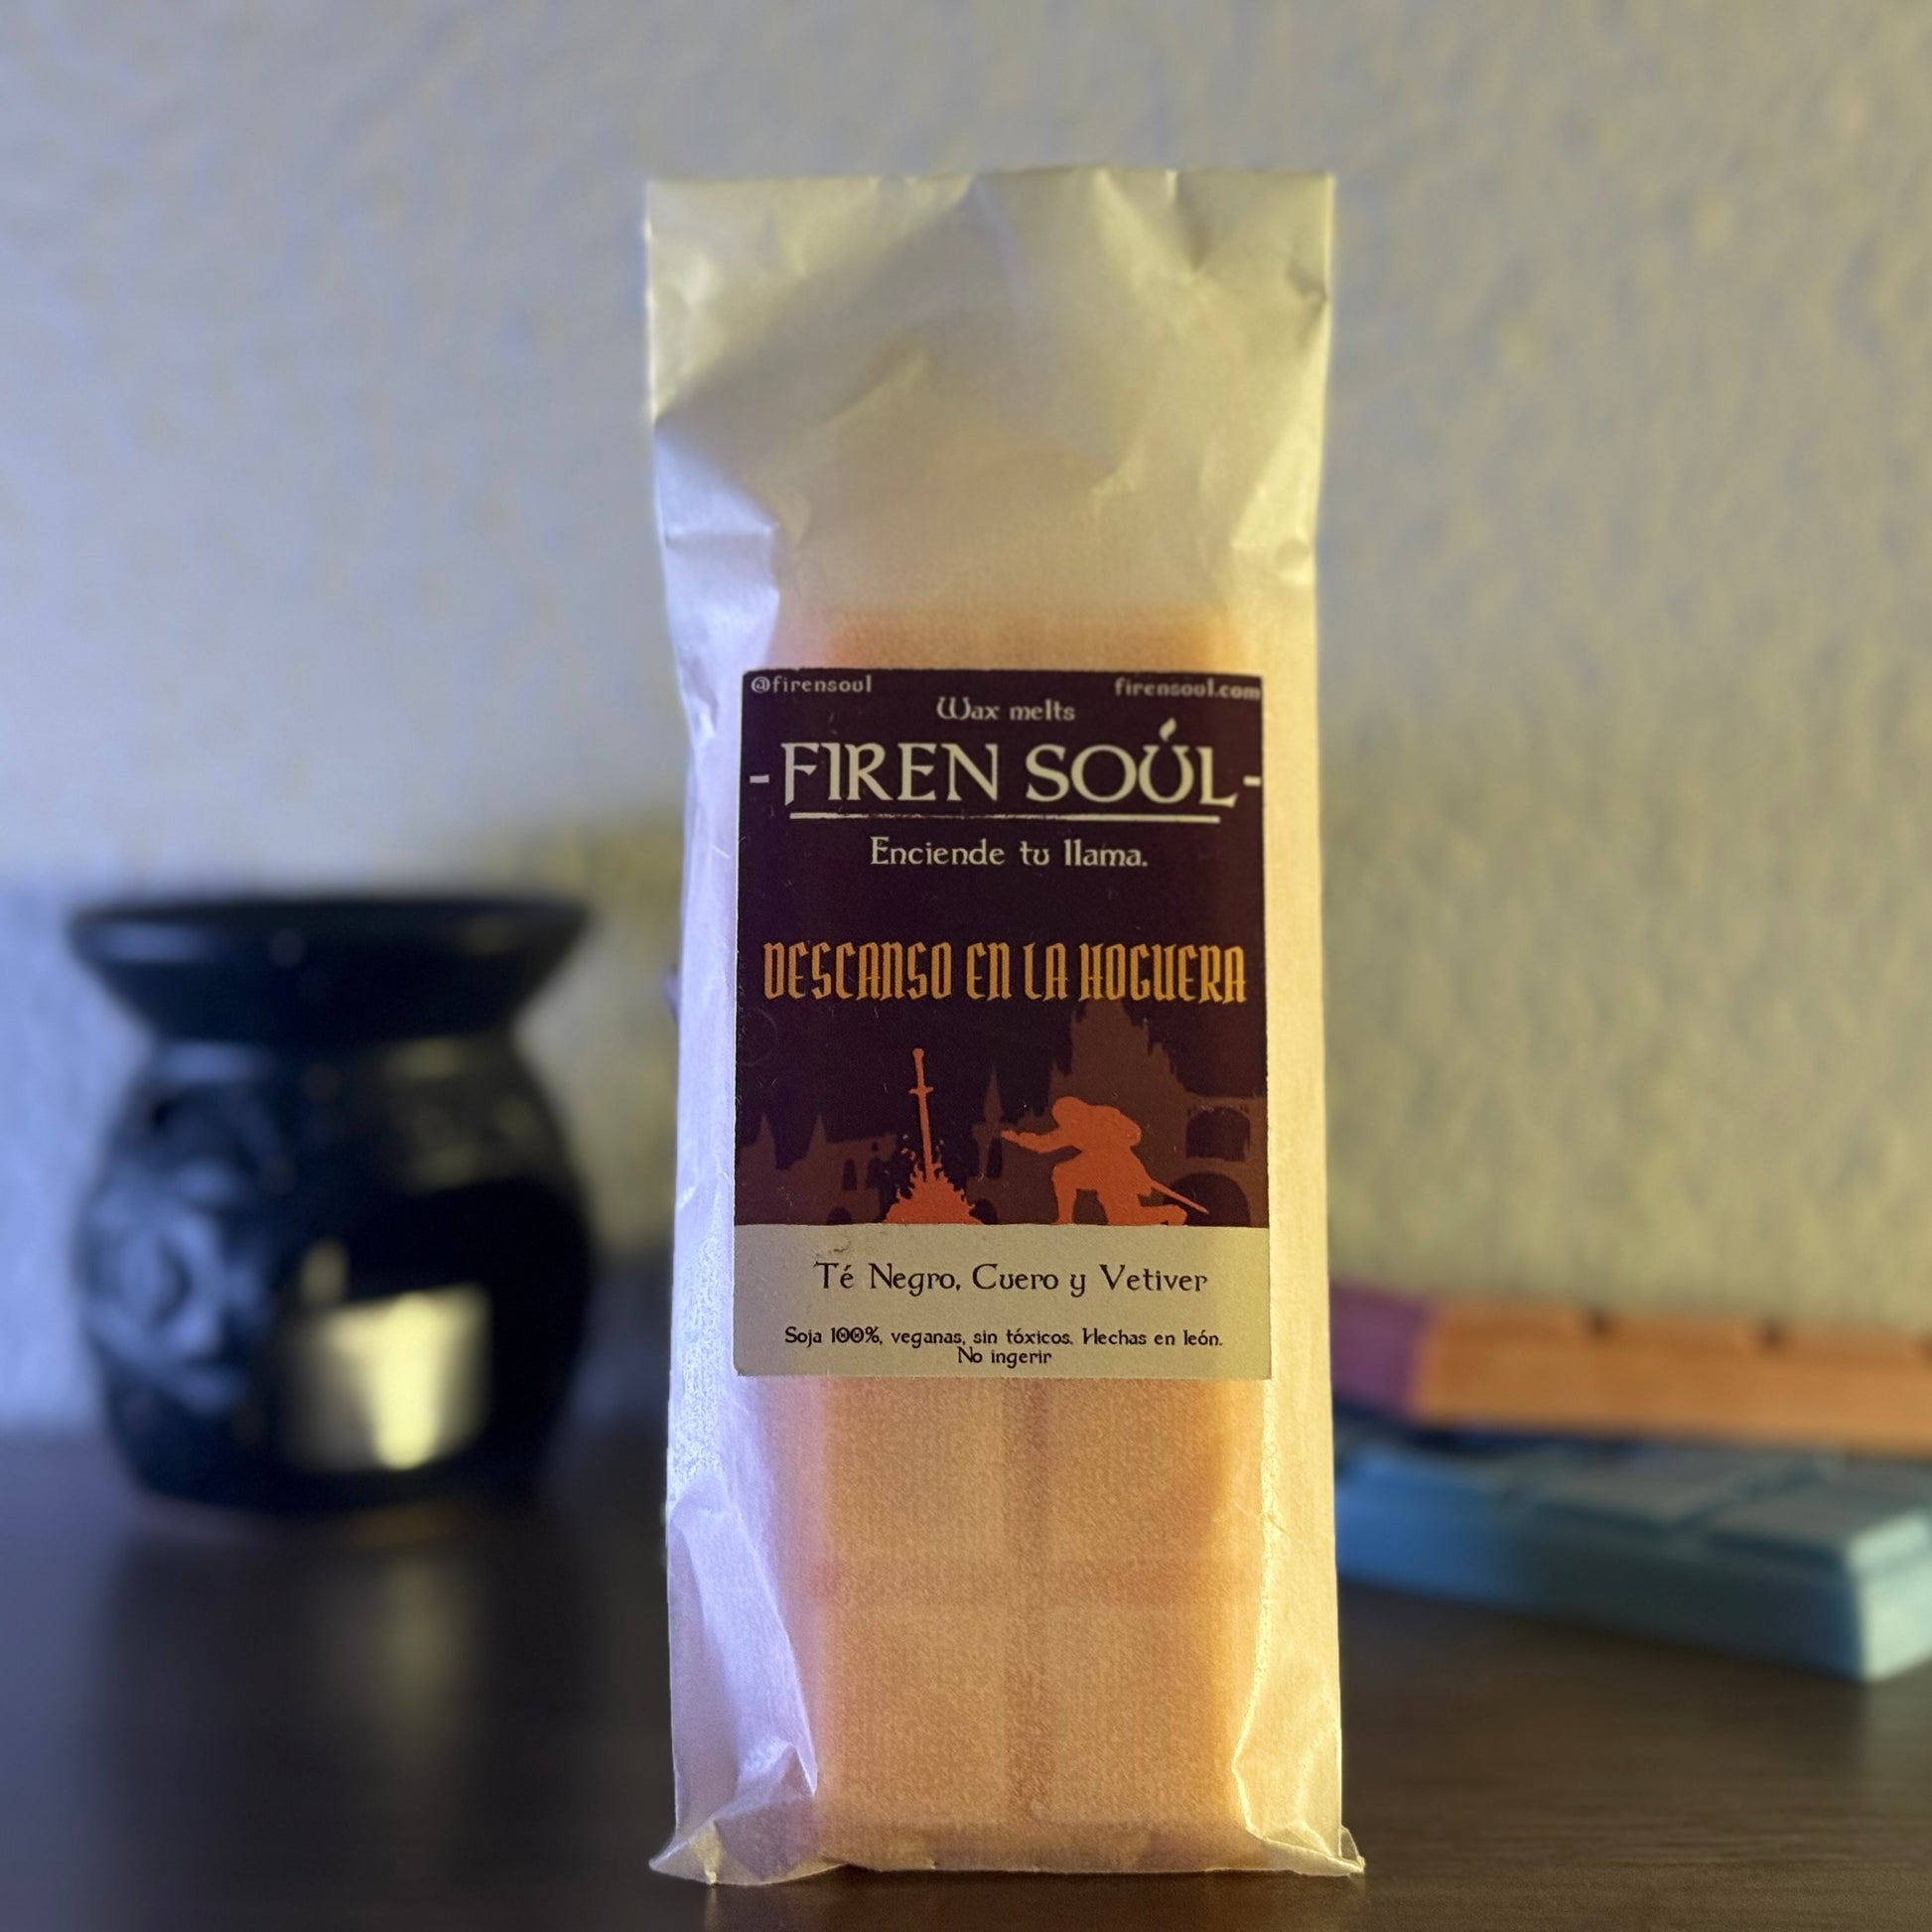 @firensoul
firensoul.com
Wax melts
-FIREN SOUL-
Enciende tu llama.
DESCANSO EN LA HOGUERA
Té Negro, Cuero y Vetiver
Soja 100%, veganas, sin tóxicos. Hechas en león.
No ingerir